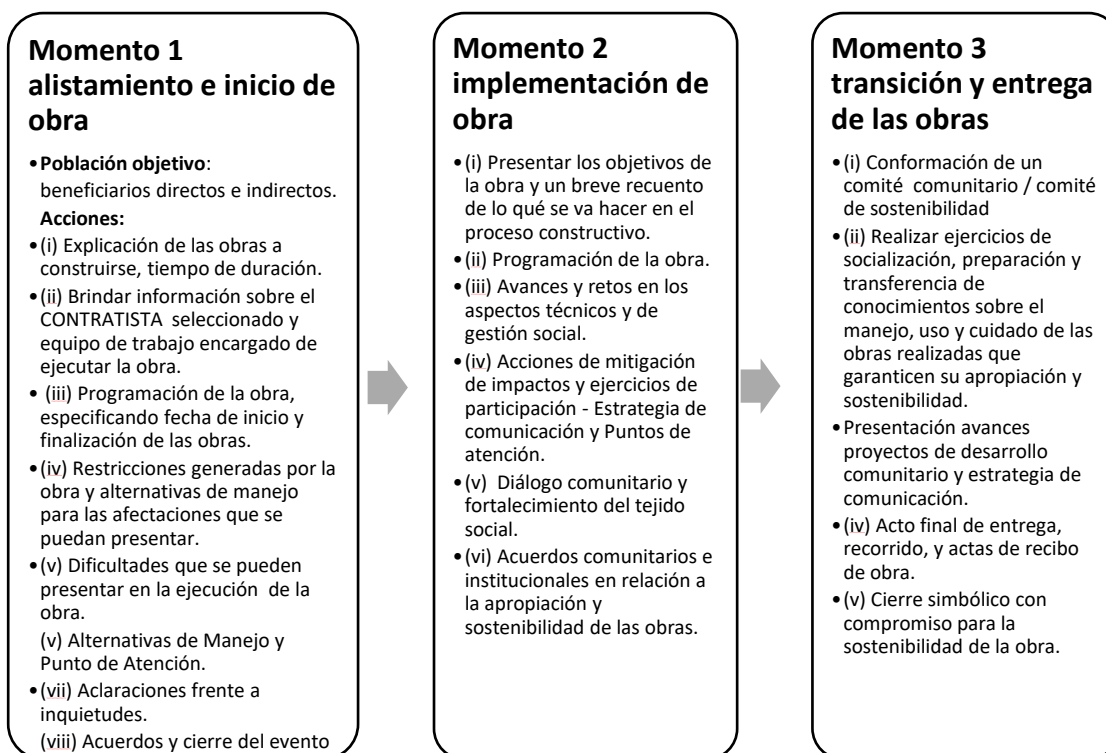 Momento 1
alistamiento e inicio de
obra
•Población objetivo:
beneficiarios directos e indirectos.
Acciones:
•(i) Explicación de las obras a
construirse, tiempo de duración.
•(ii) Brindar información sobre el
CONTRATISTA seleccionado y
equipo de trabajo encargado de
ejecutar la obra.
• (iii) Programación de la obra,
especificando fecha de inicio y
finalización de las obras.
•(iv) Restricciones generadas por la
obra y alternativas de manejo
para las afectaciones que se
puedan presentar.
•(v) Dificultades que se pueden
presentar en la ejecución de la
obra.
(v) Alternativas de Manejo y
Punto de Atención.
•(vii) Aclaraciones frente a
inquietudes.
(viii) Acuerdos y cierre del evento
Momento 2
implementación de
obra
•(i) Presentar los objetivos de
la obra y un breve recuento
de lo qué se va hacer en el
proceso constructivo.
•(ii) Programación de la obra.
•(iii) Avances y retos en los
aspectos técnicos y de
gestión social.
•(iv) Acciones de mitigación
de impactos y ejercicios de
participación - Estrategia de
comunicación y Puntos de
atención.
•(v) Diálogo comunitario y
fortalecimiento del tejido
social.
•(vi) Acuerdos comunitarios e
institucionales en relación a
la apropiación y
sostenibilidad de las obras.
Momento 3
transición y entrega
de las obras
•(i) Conformación de un
comité comunitario / comité
de sostenibilidad
•(ii) Realizar ejercicios de
socialización, preparación y
transferencia de
conocimientos sobre el
manejo, uso y cuidado de las
obras realizadas que
garanticen su apropiación y
sostenibilidad.
•Presentación avances
proyectos de desarrollo
comunitario y estrategia de
comunicación.
•(iv) Acto final de entrega,
recorrido, y actas de recibo
de obra.
•(v) Cierre simbólico con
compromiso para la
sostenibilidad de la obra.